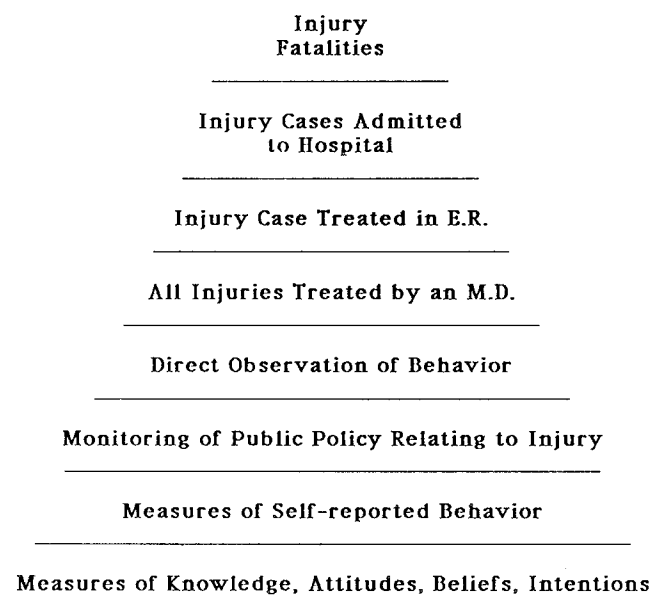 Injury
Fatalities
Injury Cases Admitted
to Hospital
Injury Case Treated in E.R.
All Injuries Treated by an M.D.
Direct Observation of Behavior
Monitoring of Public Policy Relating to Injury
Measures of Self-reported Behavior
Measures of Knowledge, Attitudes, Beliefs, Intentions